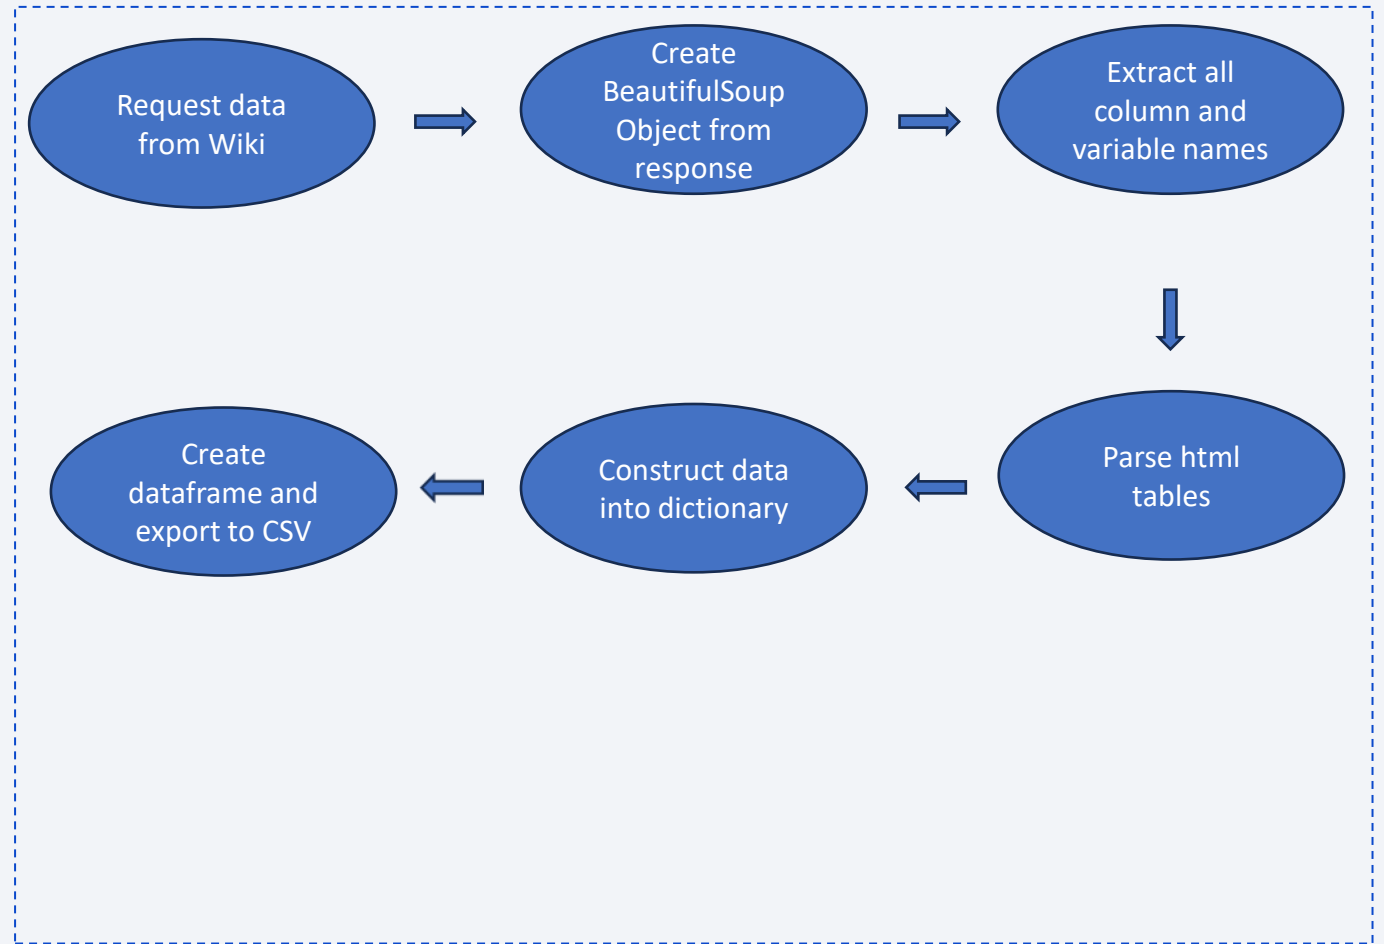 Request data
from Wiki
Create
BeautifulSoup
Object from
response
Extract all
column and
variable names
Parse html
tables
Construct data
into dictionary
Create
dataframe and
export to CSV